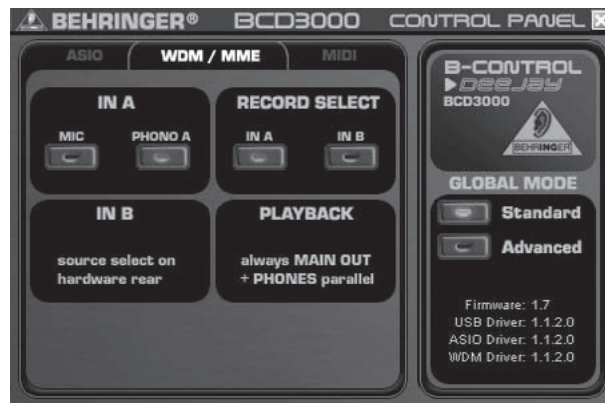 BEHRINGER® BCD3000 CONTROL PANEL X
ASIO WDM / MME MIDI
IN A
MIC PHONO A
RECORD SELECT
IN A IN B
IN B
source select on
hardware rear
PLAYBACK
always MAIN OUT
+ PHONES parallel
B-CONTROL
DEEJAY
BCD3000
BEHRINGER
GLOBAL MODE
Standard
Advanced
Firmware: 1.7
USB Driver: 1.1.2.0
ASIO Driver: 1.1.2.0
WDM Driver: 1.1.2.0